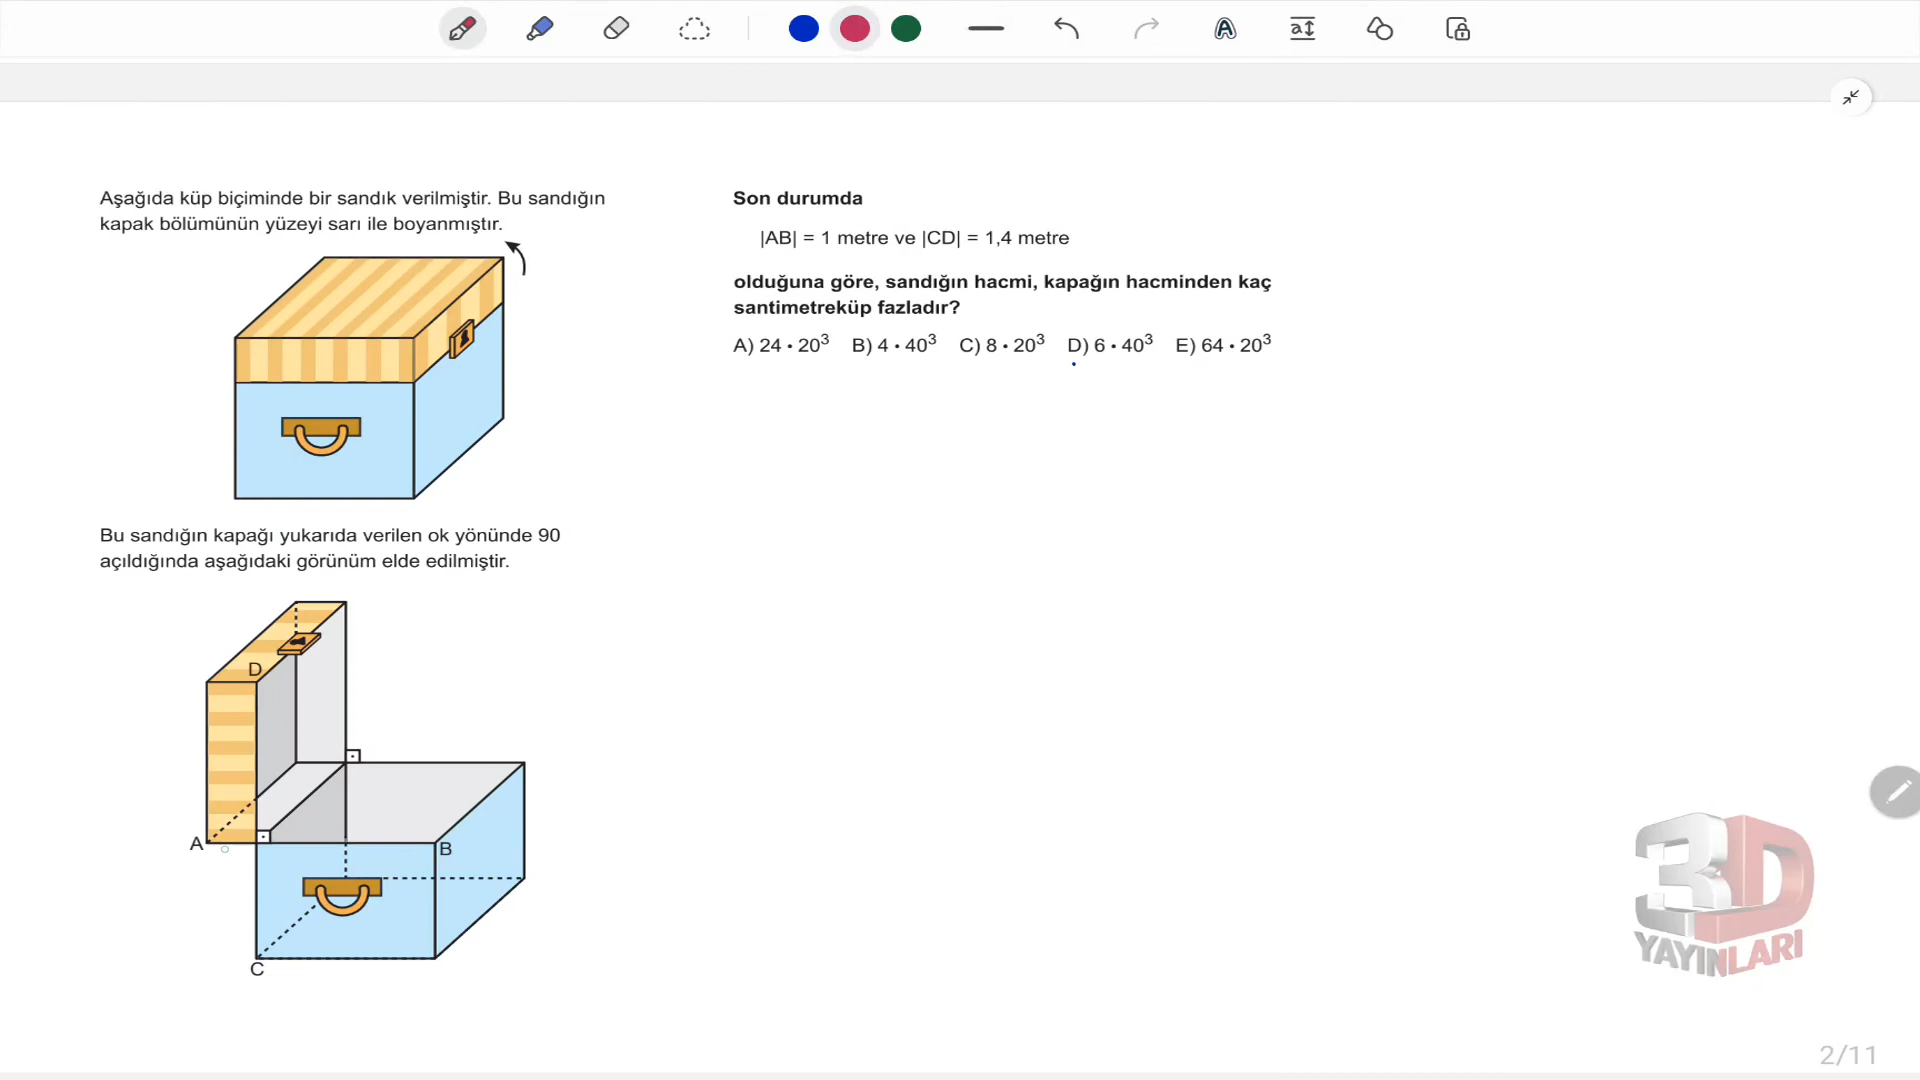 Aşağıda küp biçiminde bir sandık verilmiştir. Bu sandığın
kapak bölümünün yüzeyi sarı ile boyanmıştır.
Bu sandığın kapağı yukarıda verilen ok yönünde 90
açıldığında aşağıdaki görünüm elde edilmiştir.
D
A
B
C
Son durumda
|AB| = 1 metre ve |CD| = 1,4 metre
olduğuna göre, sandığın hacmi, kapağın hacminden kaç
santimetreküp fazladır?
A) 24 • 20³ B) 4 • 40³ C) 8 • 20³ D) 6 • 40³ E) 64 • 20³
3D
YAYINLARI
2/11